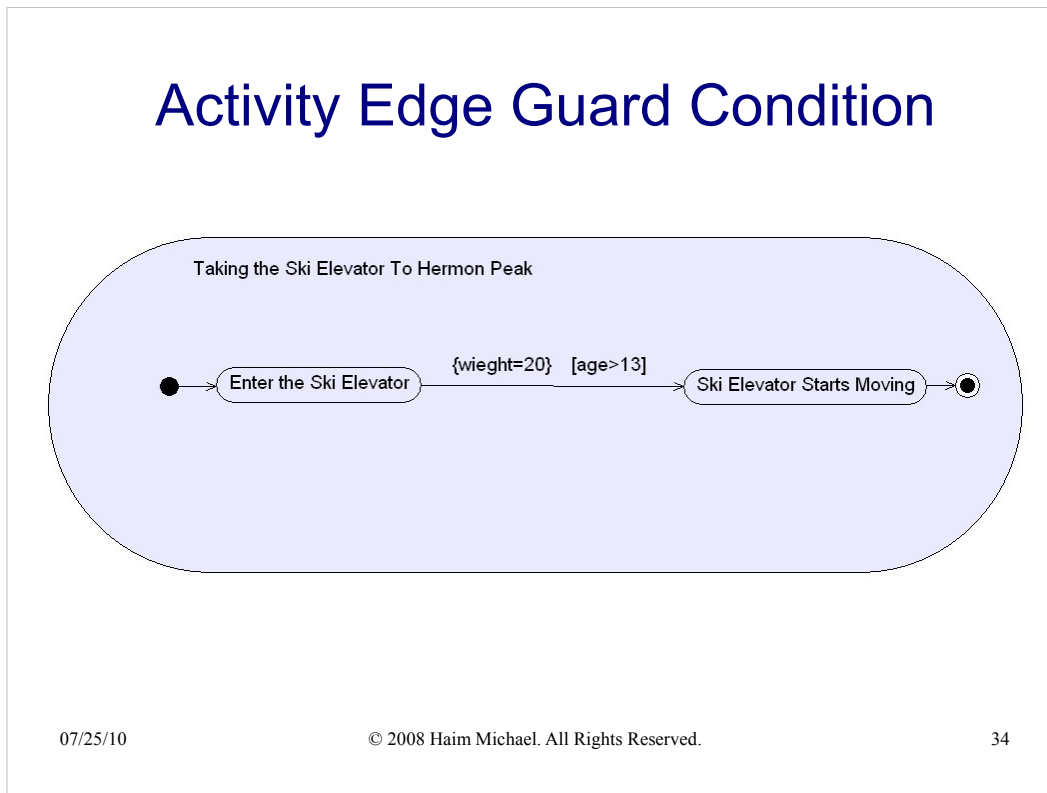 Activity Edge Guard Condition
Taking the Ski Elevator To Hermon Peak
{wieght=20} [age>13]
Enter the Ski Elevator
Ski Elevator Starts Moving
07/25/10
© 2008 Haim Michael. All Rights Reserved.
34